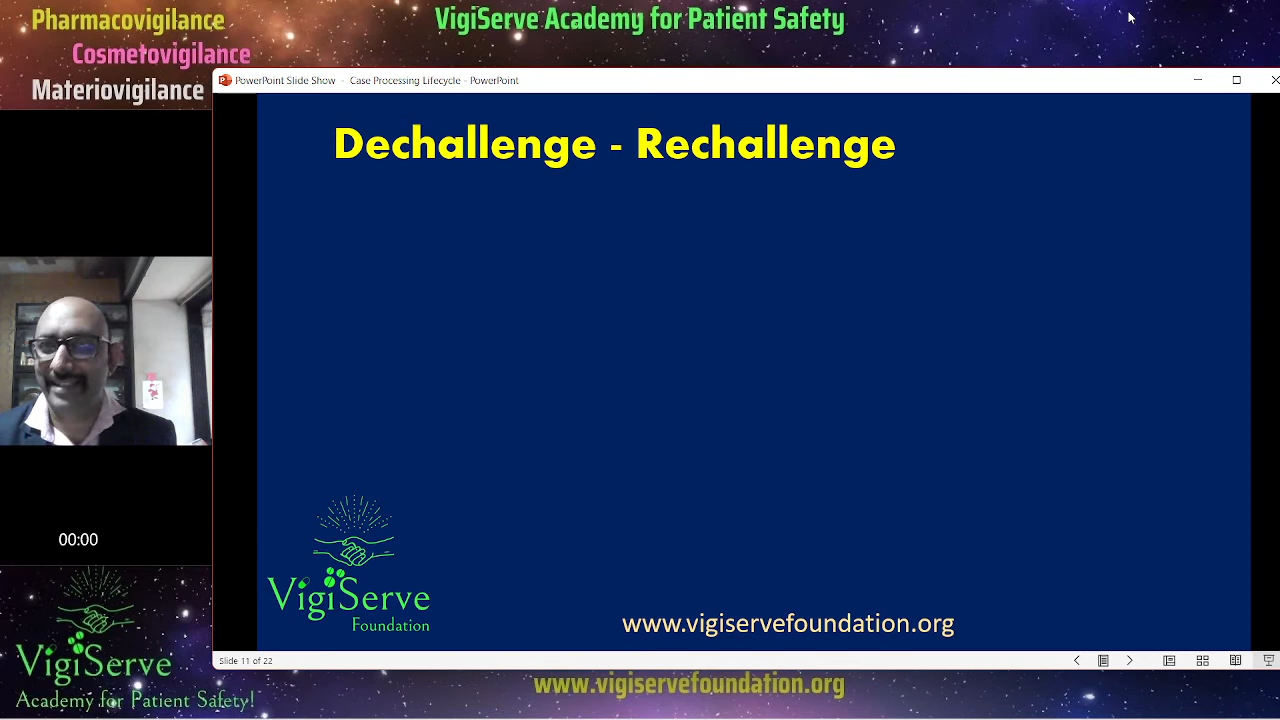 Pharmacovigilance
Cosmetovigilance
Materiovigilance
VigiServe Academy for Patient Safety
PowerPoint Slide Show - Case Processing Lifecycle - PowerPoint
Dechallenge - Rechallenge
00:00
VigiServe
Foundation
www.vigiservefoundation.org
Slide 11 of 22
VigiServe
Academy for Patient Safety!
www.vigiservefoundation.org